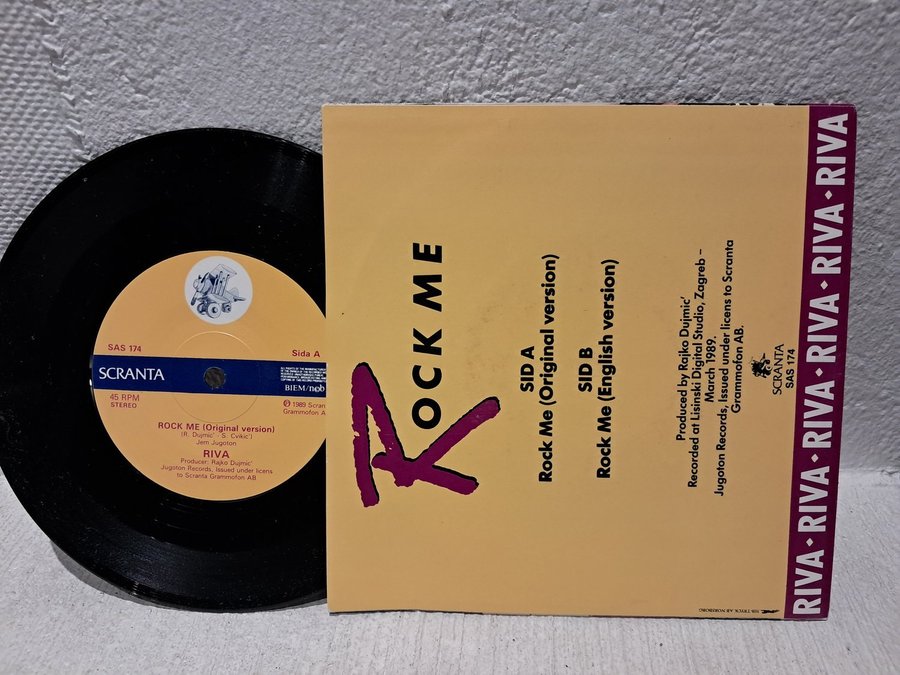 SAS 174
Sida A
SCRANTA
BIEM/ncb
45 RPM
STEREO
℗ 1989 Scran
Grammofon A
ROCK ME (Original version)
(R. Dujmic' - S. Cvikic')
Jem Jugoton
RIVA
Producer: Rajko Dujmic'
Jugoton Records, Issued under licens
to Scranta Grammofon AB
ROCK ME
SID A
Rock Me (Original version)
SID B
Rock Me (English version)
Produced by Rajko Dujmic'
Recorded at Lisinski Digital Studio, Zagreb –
March 1989.
Jugoton Records, Issued under licens to Scranta
Grammofon AB.
SCRANTA
SAS 174
RIVA ◆ RIVA ◆ RIVA ◆ RIVA ◆ RIVA ◆ RIVA